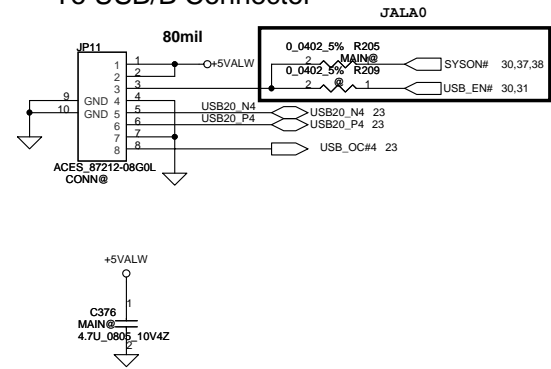 To USB/B Connector
JALA0
80mil
JP11
1 1
2 2
3 3
GND 4 4
GND 5 5
6 6
7 7
8 8
9
10
ACES_87212-08G0L
CONN@
+5VALW
0_0402_5% R205
2 MAIN@ 1
0_0402_5% R209
2 @ 1
SYSON# 30,37,38
USB_EN# 30,31
USB20_N4
USB20_P4
USB20_N4 23
USB20_P4 23
USB_OC#4 23
+5VALW
1
C376
MAIN@
4.7U_0805_10V4Z
2